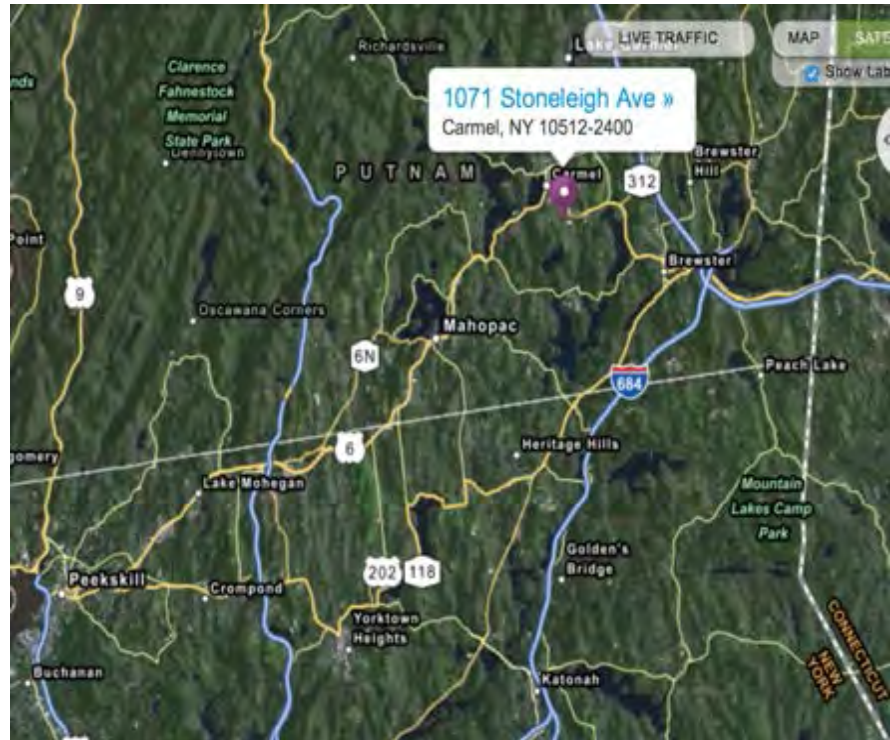 LIVE TRAFFIC
MAP
SATE
Show Lab
Richardsville
Clarence
Fahnestock
Memorial
State Park
Dennytown
1071 Stoneleigh Ave »
Carmel, NY 10512-2400
PUTNAM
Carmel
312
Brewster
Hill
Point
9
Oscawana Corners
Brewster
Mahopac
6N
684
Peach Lake
6
Heritage Hills
gomery
Lake Mohegan
Mountain
Lakes Camp
Park
Peekskill
Crompond
202
118
Golden's
Bridge
Yorktown
Heights
Buchanan
Katonah
CONNECTICUT
NEW
YORK